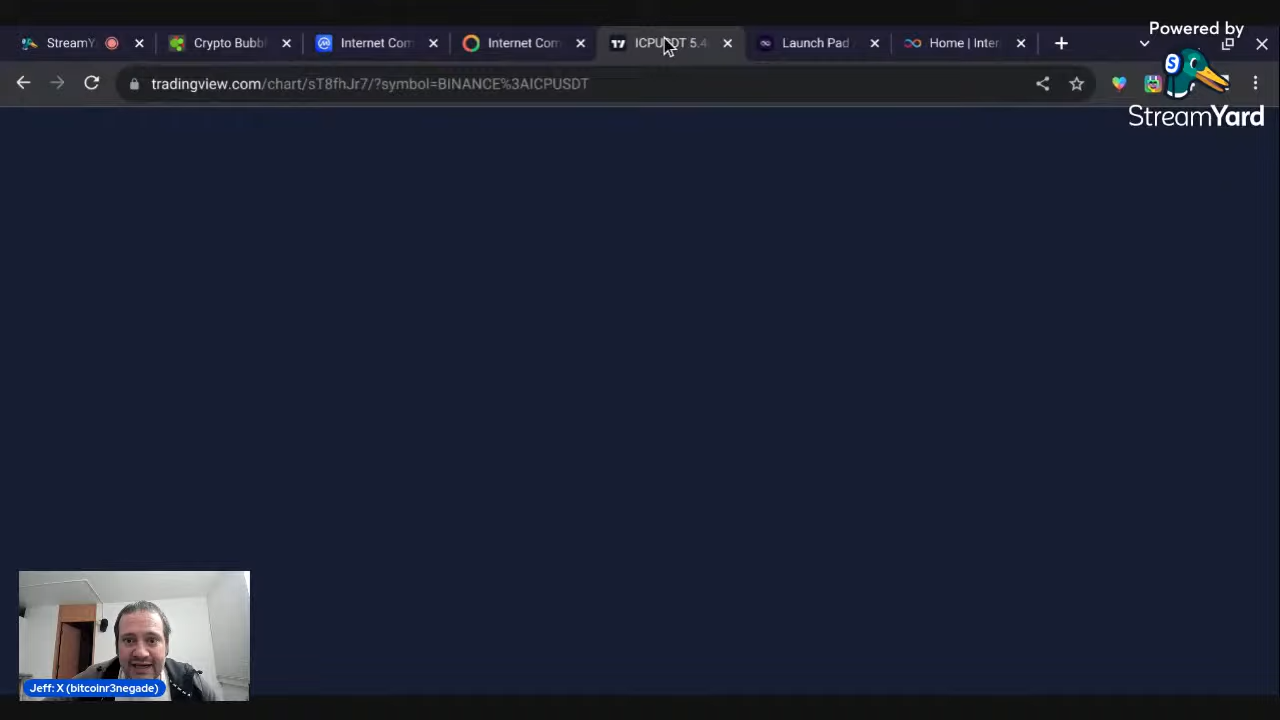 Powered by
StreamY
Crypto Bubbl
Internet Com
Internet Com
ICPUSDT 5.4
Launch Pad
Home | Inter
tradingview.com/chart/sT8fhJr7/?symbol=BINANCE%3AICPUSDT
StreamYard
Jeff: X (bitcoinr3negade)